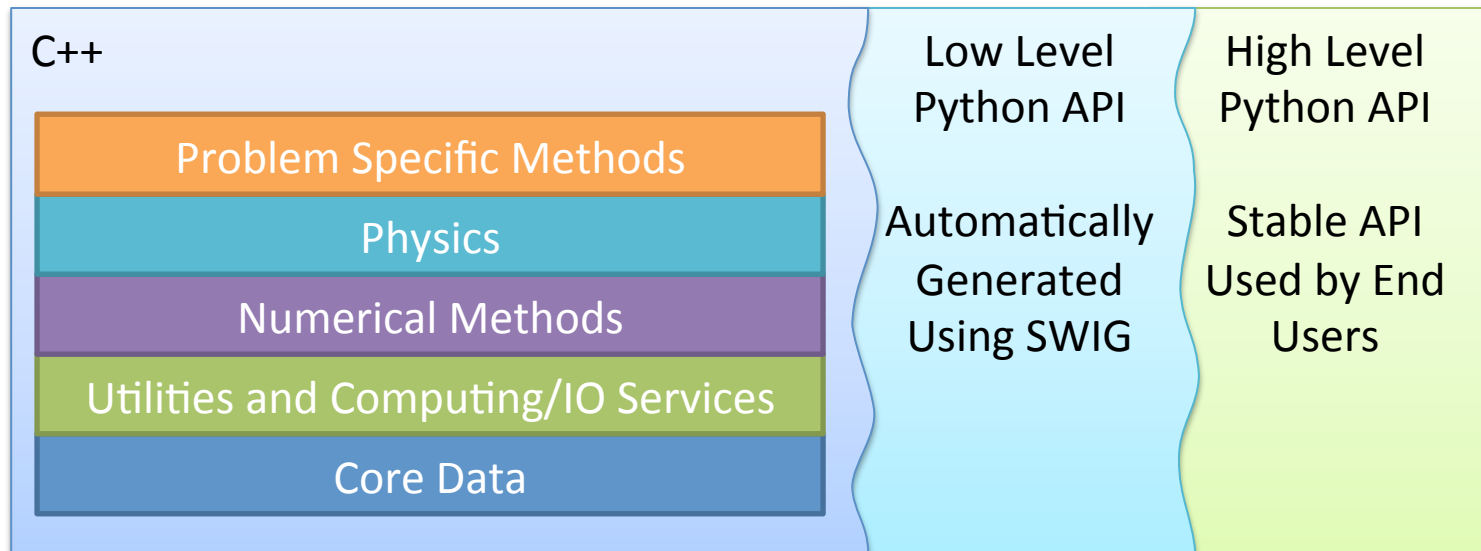 C++
Problem Specific Methods
Physics
Numerical Methods
Utilities and Computing/IO Services
Core Data
Low Level
Python API
Automatically
Generated
Using SWIG
High Level
Python API
Stable API
Used by End
Users